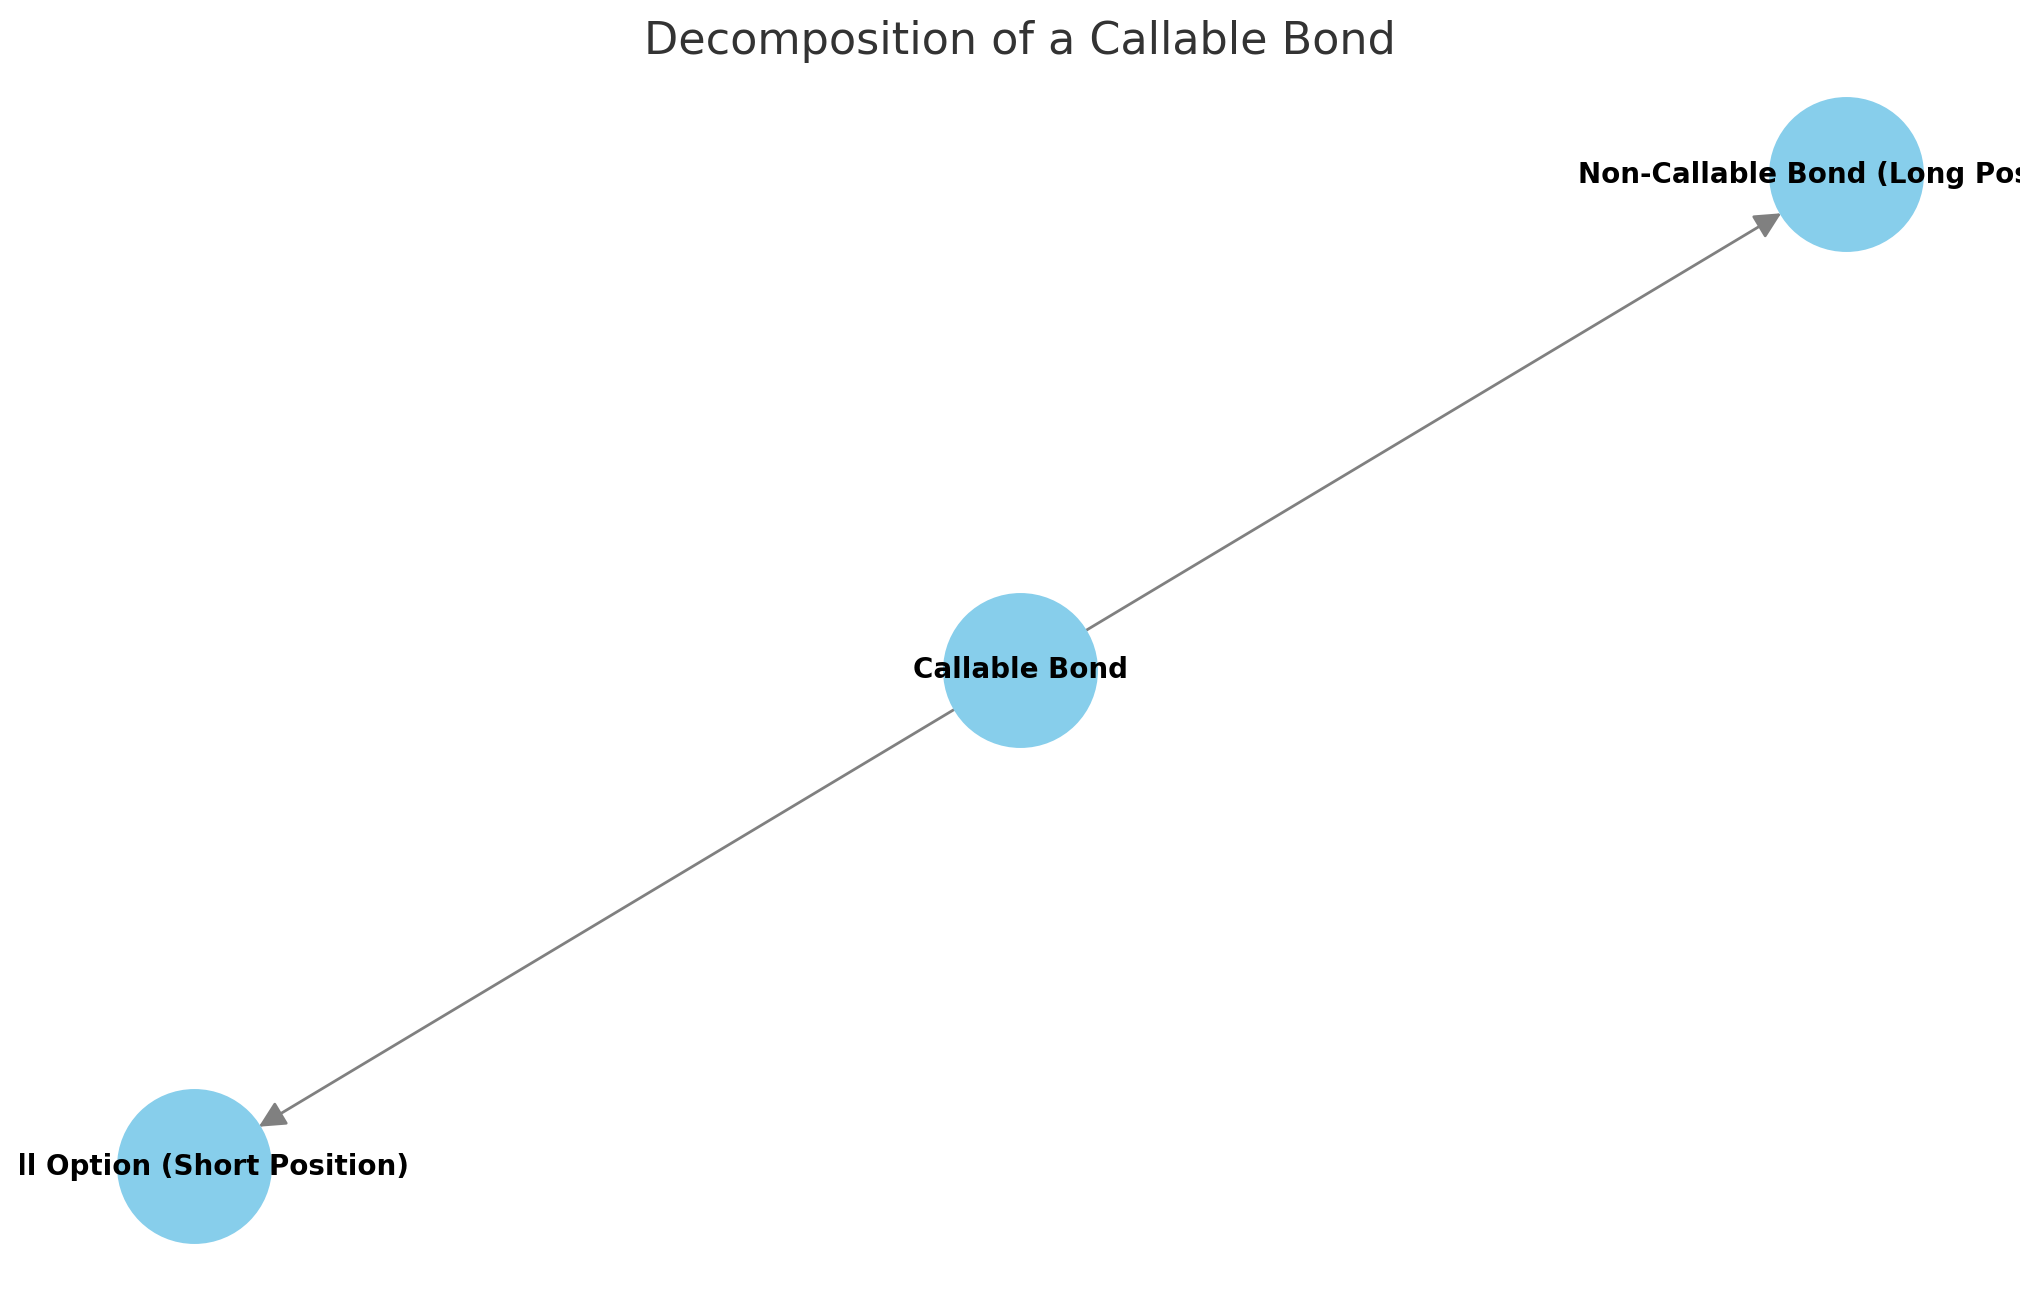 Decomposition of a Callable Bond
Non-Callable Bond (Long Pos
Callable Bond
ll Option (Short Position)